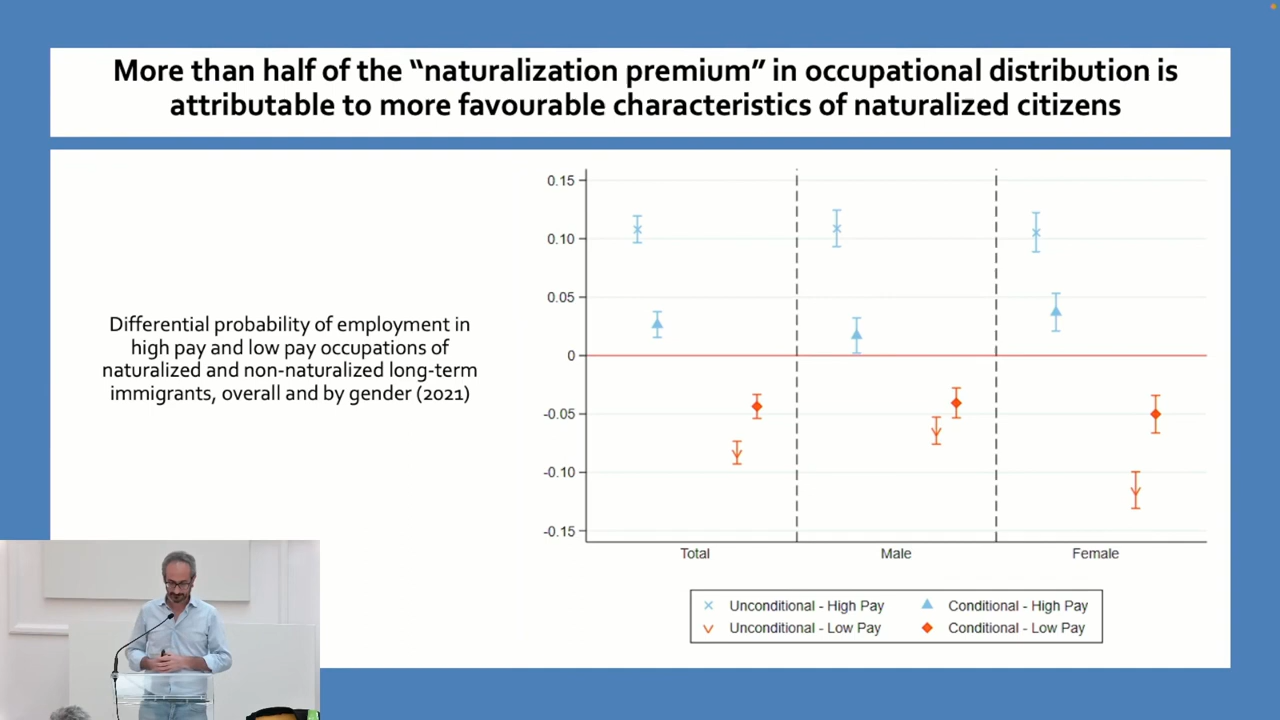 More than half of the “naturalization premium” in occupational distribution is
attributable to more favourable characteristics of naturalized citizens
Differential probability of employment in
high pay and low pay occupations of
naturalized and non-naturalized long-term
immigrants, overall and by gender (2021)
0.15
0.10
0.05
0
-0.05
-0.10
-0.15
Total Male Female
Unconditional - High Pay Conditional - High Pay
Unconditional - Low Pay Conditional - Low Pay